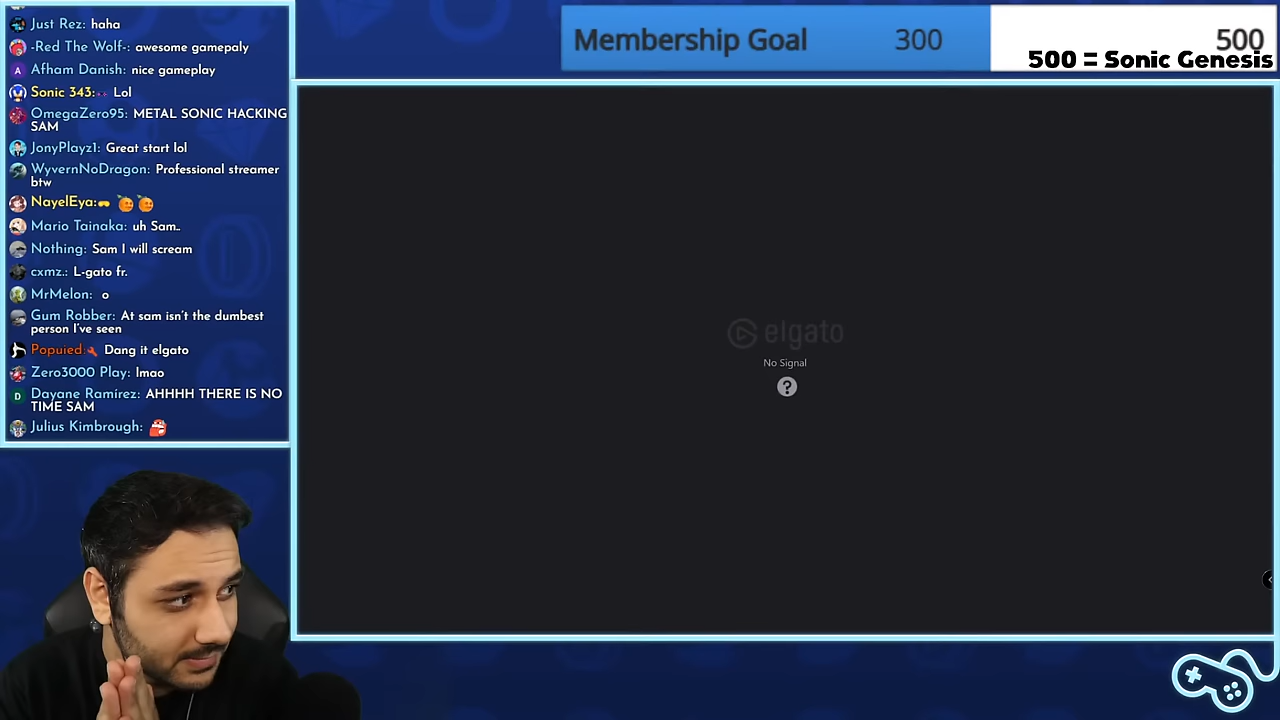 Just Rez: haha
-Red The Wolf-: awesome gamepaly
Afham Danish: nice gameplay
Sonic 343: Lol
OmegaZero95: METAL SONIC HACKING
SAM
JonyPlayz1: Great start lol
WyvernNoDragon: Professional streamer
btw
NayelEya:
Mario Tainaka: uh Sam..
Nothing: Sam I will scream
cxmz.: L-gato fr.
MrMelon: o
Gum Robber: At sam isn't the dumbest
person I've seen
Popuied: Dang it elgato
Zero3000 Play: lmao
D
Dayane Ramírez: AHHHH THERE IS NO
TIME SAM
Julius Kimbrough:
A
Membership Goal 300 500
500 = Sonic Genesis
elgato
No Signal
?